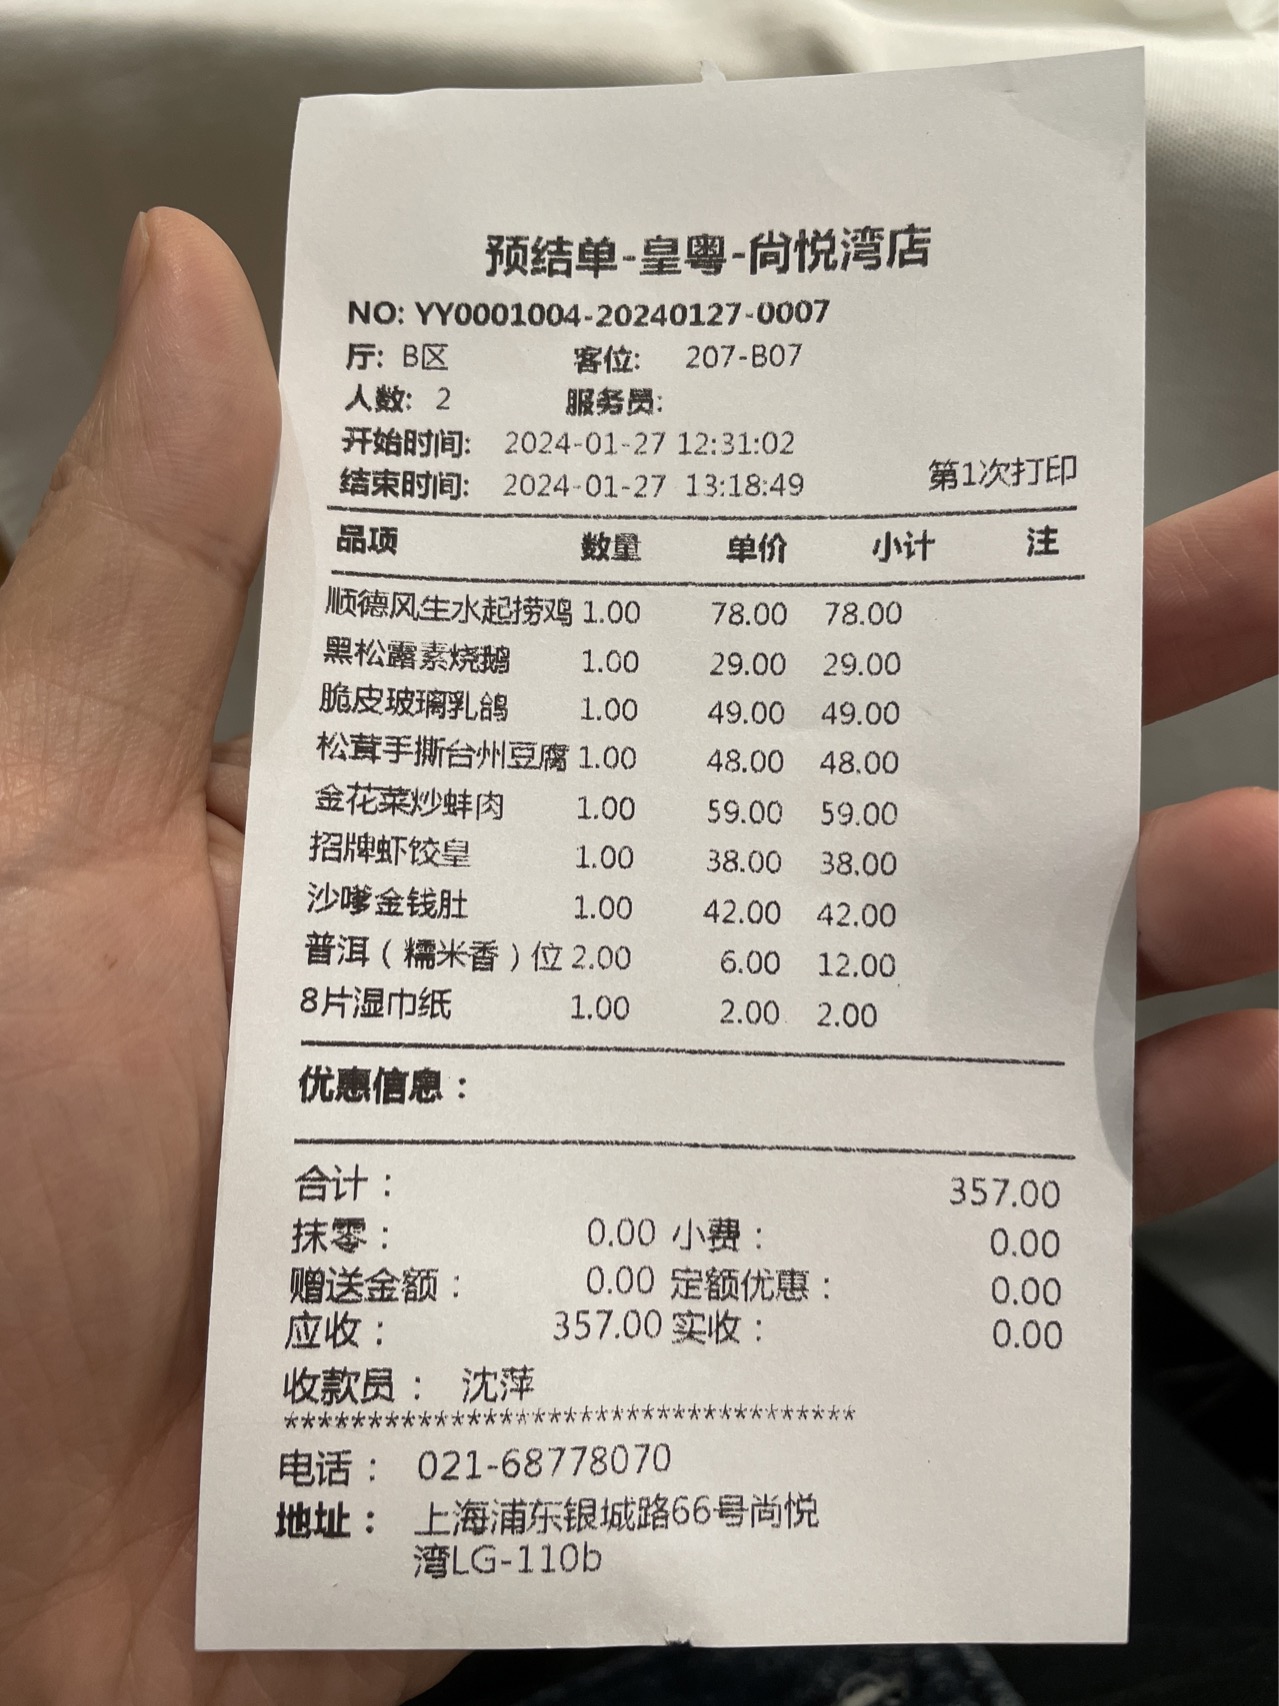 预结单-皇粤-尚悦湾店
NO: YY0001004-20240127-0007
厅: B区 客位: 207-B07
人数: 2 服务员:
开始时间: 2024-01-27 12:31:02
结束时间: 2024-01-27 13:18:49 第1次打印
品项 数量 单价 小计 注
顺德风生水起捞鸡 1.00 78.00 78.00
黑松露素烧鹅 1.00 29.00 29.00
脆皮玻璃乳鸽 1.00 49.00 49.00
松茸手撕台州豆腐 1.00 48.00 48.00
金花菜炒蚌肉 1.00 59.00 59.00
招牌虾饺皇 1.00 38.00 38.00
沙嗲金钱肚 1.00 42.00 42.00
普洱（糯米香）位 2.00 6.00 12.00
8片湿巾纸 1.00 2.00 2.00
优惠信息：
合计： 357.00
抹零： 0.00 小费： 0.00
赠送金额： 0.00 定额优惠： 0.00
应收： 357.00 实收： 0.00
收款员： 沈萍
***********************************
电话： 021-68778070
地址： 上海浦东银城路66号尚悦
湾LG-110b